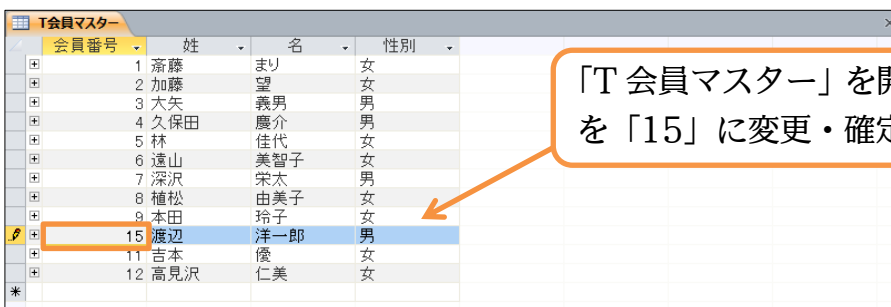 T会員マスター
会員番号 姓 名 性別
1 斎藤 まり 女
2 加藤 望 女
3 大矢 義男 男
4 久保田 慶介 男
5 林 佳代 女
6 遠山 美智子 女
7 深沢 栄太 男
8 植松 由美子 女
9 本田 玲子 女
15 渡辺 洋一郎 男
11 吉本 優 女
12 高見沢 仁美 女
「T 会員マスター」を開
を「15」に変更・確定